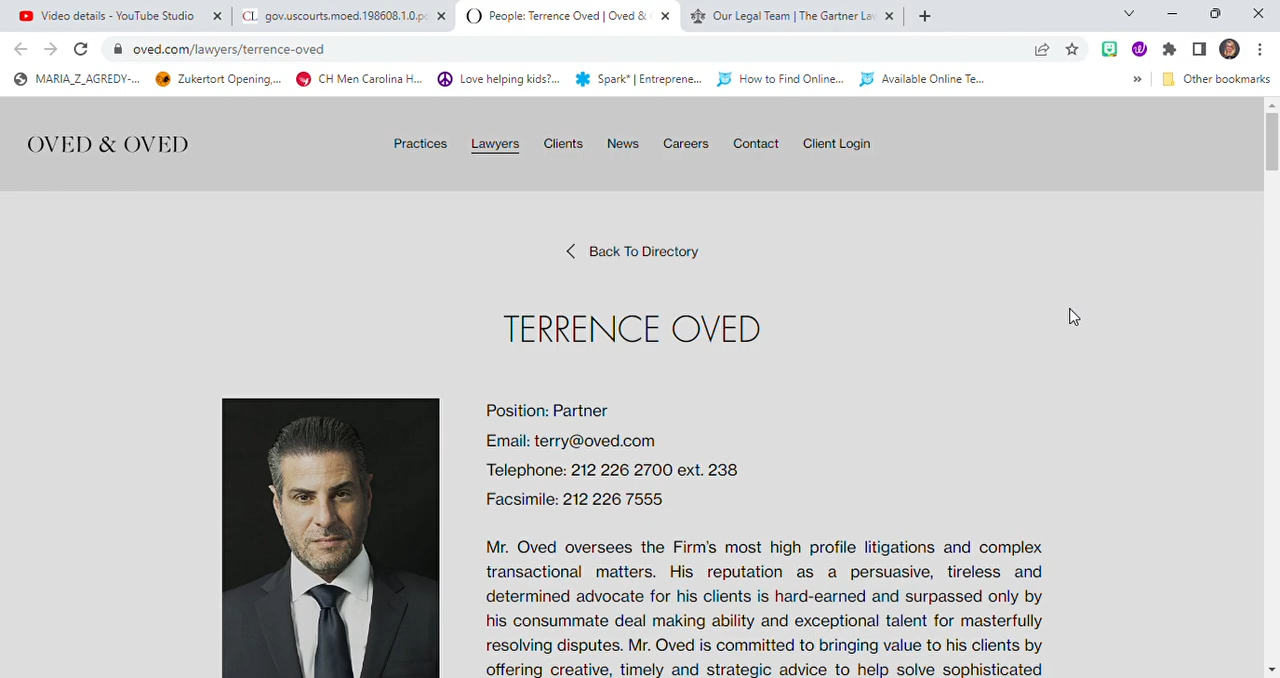 Video details - YouTube Studio
gov.uscourts.moed.198608.1.0.pd
People: Terrence Oved | Oved &
Our Legal Team | The Gartner Law
oved.com/lawyers/terrence-oved
MARIA_Z_AGREDY-...
Zukertort Opening,...
CH Men Carolina H...
Love helping kids?...
Spark* | Entreprene...
How to Find Online...
Available Online Te...
»
Other bookmarks
OVED & OVED
Practices
Lawyers
Clients
News
Careers
Contact
Client Login
Back To Directory
TERRENCE OVED
Position: Partner
Email: terry@oved.com
Telephone: 212 226 2700 ext. 238
Facsimile: 212 226 7555
Mr. Oved oversees the Firm's most high profile litigations and complex
transactional matters. His reputation as a persuasive, tireless and
determined advocate for his clients is hard-earned and surpassed only by
his consummate deal making ability and exceptional talent for masterfully
resolving disputes. Mr. Oved is committed to bringing value to his clients by
offering creative, timely and strategic advice to help solve sophisticated